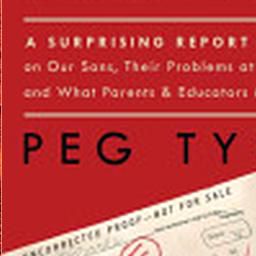 A SURPRISING REPORT
on Our Sons, Their Problems at
and What Parents & Educators
PEG TY
UNCORRECTED PROOF—NOT FOR SALE